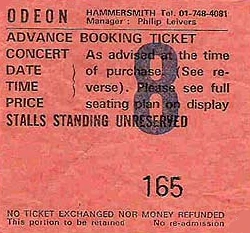 ODEON HAMMERSMITH Tel. 01-748-4081
Manager : Philip Leivers
ADVANCE BOOKING TICKET
CONCERT As advised at the time
DATE ) of purchase. (See re-
TIME ) verse). Please see full
PRICE seating plan on display
STALLS STANDING UNRESERVED
8
165
NO TICKET EXCHANGED NOR MONEY REFUNDED
This portion to be retained No re-admission